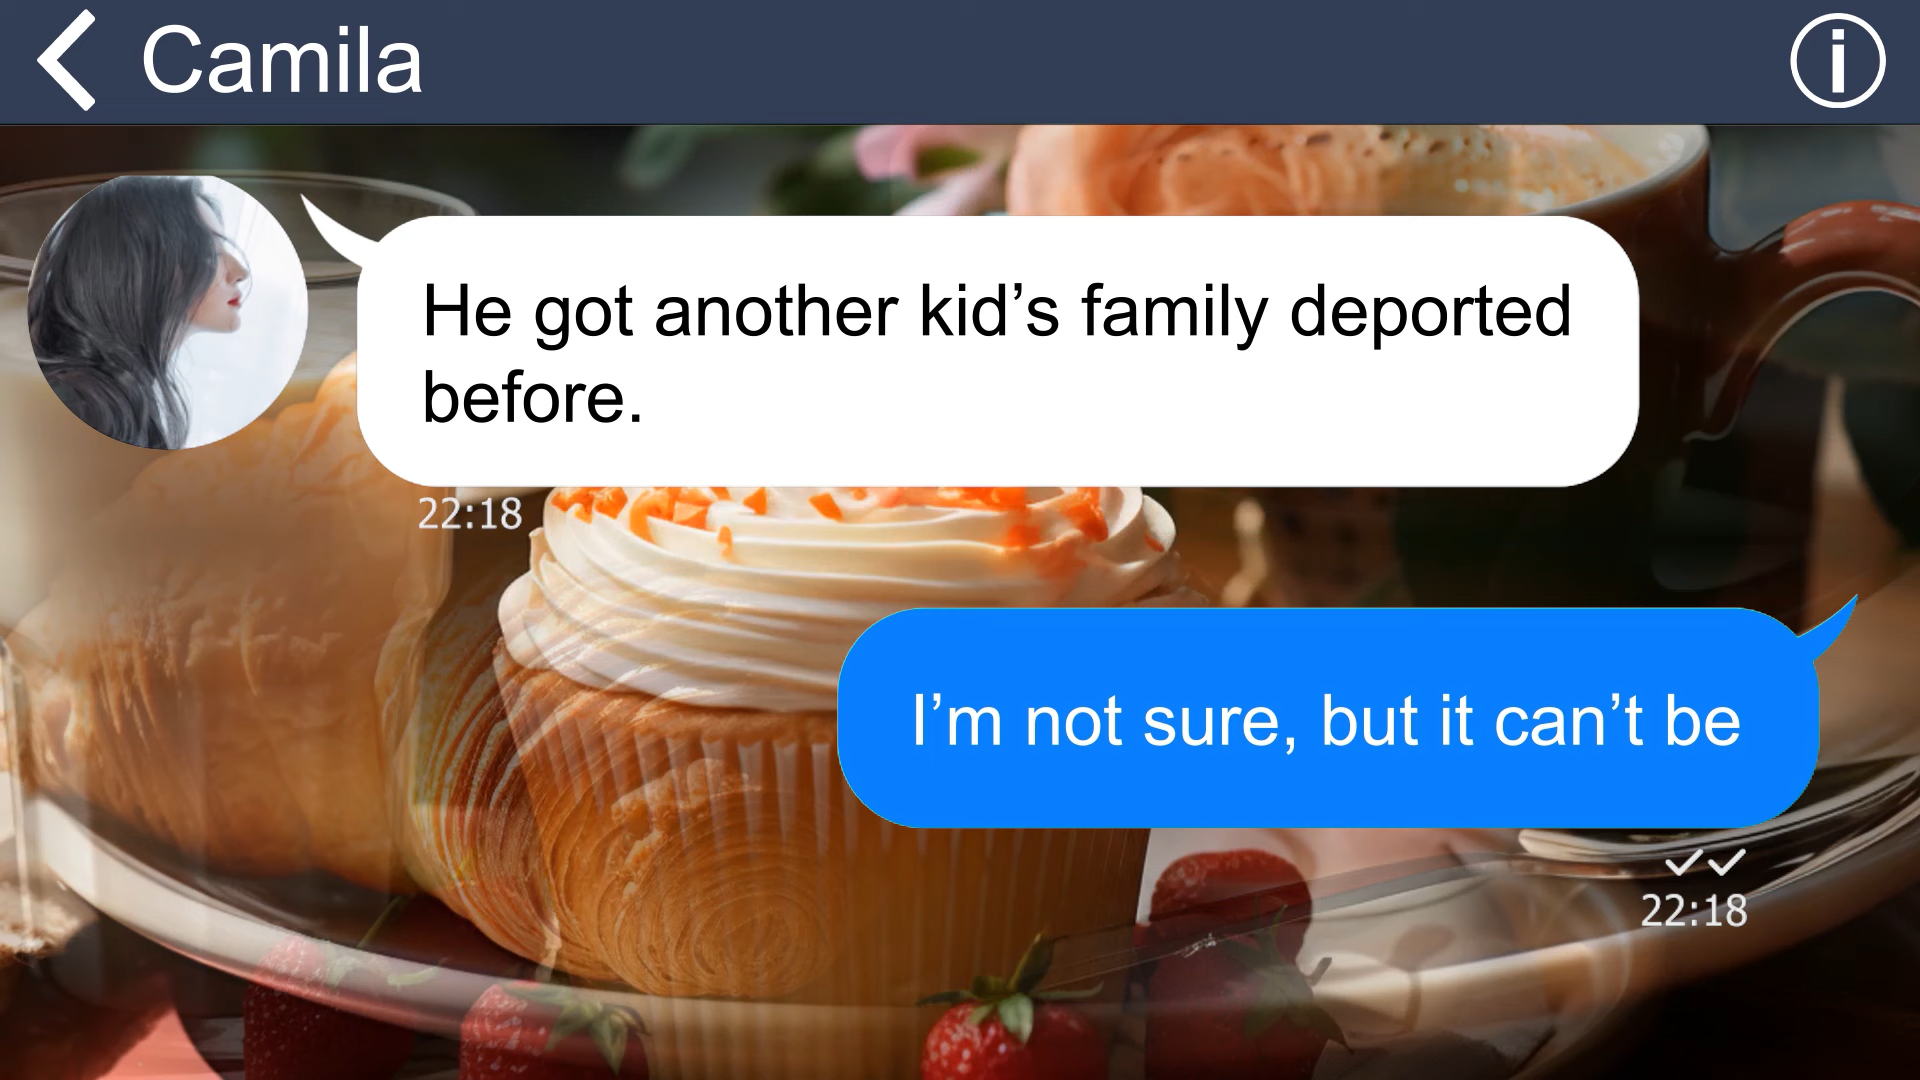 Camila
He got another kid’s family deported
before.
22:18
I’m not sure, but it can’t be
22:18